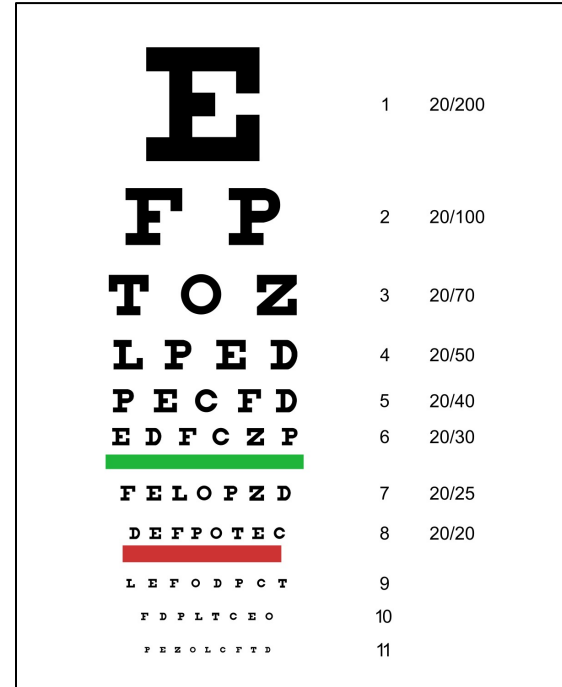 E 1 20/200
F P 2 20/100
T O Z 3 20/70
L P E D 4 20/50
P E C F D 5 20/40
E D F C Z P 6 20/30
F E L O P Z D 7 20/25
D E F P O T E C 8 20/20
L E F O D P C T 9
F D P L T C E O 10
P E Z O L C F T D 11